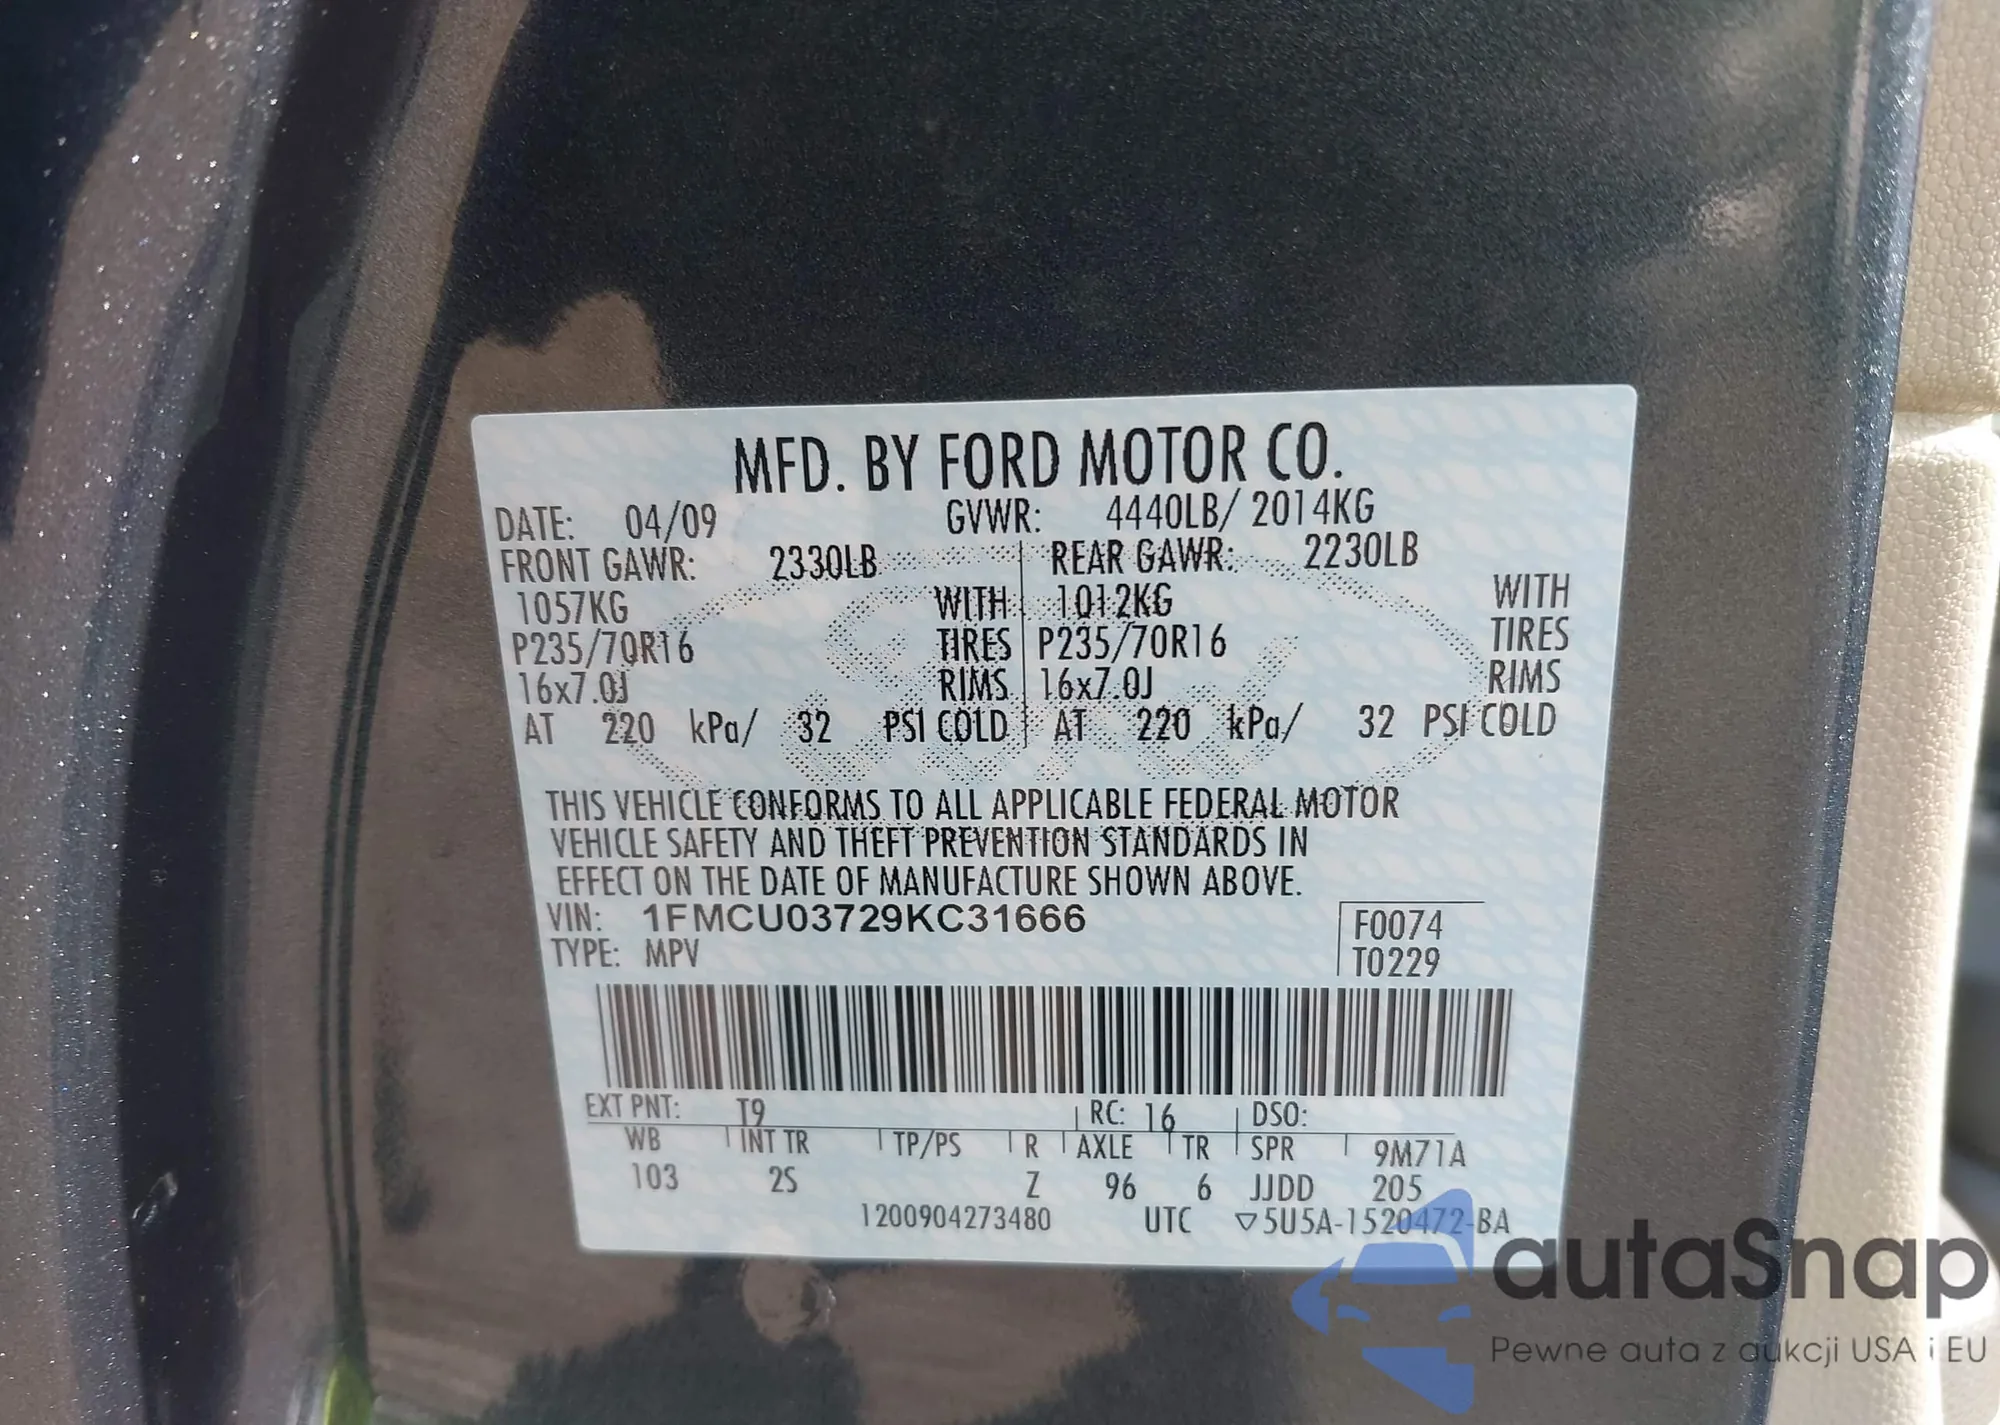 MFD. BY FORD MOTOR CO.
DATE: 04/09 GVWR: 4440LB/ 2014KG
FRONT GAWR: 2330LB REAR GAWR: 2230LB
1057KG WITH 1012KG WITH
P235/70R16 TIRES P235/70R16 TIRES
16x7.0J RIMS 16x7.0J RIMS
AT 220 kPa/ 32 PSI COLD AT 220 kPa/ 32 PSI COLD
THIS VEHICLE CONFORMS TO ALL APPLICABLE FEDERAL MOTOR
VEHICLE SAFETY AND THEFT PREVENTION STANDARDS IN
EFFECT ON THE DATE OF MANUFACTURE SHOWN ABOVE.
VIN: 1FMCU03729KC31666 F0074
TYPE: MPV T0229
EXT PNT: T9 RC: 16 DSO:
WB INT TR TP/PS R AXLE TR SPR 9M71A
103 2S Z 96 6 JJDD 205
1200904273480 UTC ▽5U5A-1520472-BA
autaSnap
Pewne auta z aukcji USA i EU